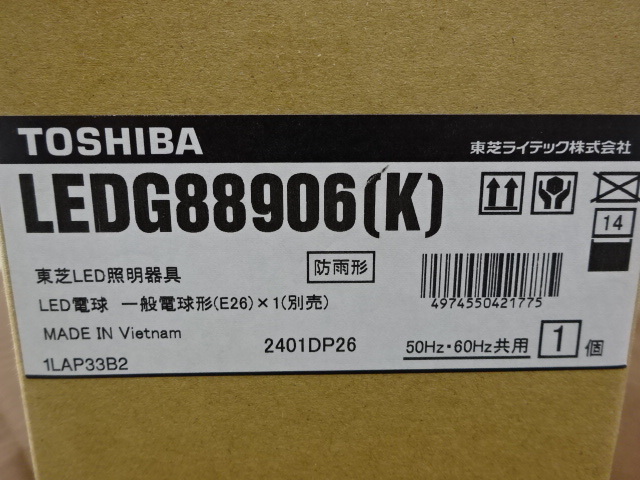 TOSHIBA
東芝ライテック株式会社
LEDG88906(K)
14
防雨形
東芝LED照明器具
LED電球 一般電球形(E26)×1(別売)
4974550421775
MADE IN Vietnam
2401DP26
50Hz・60Hz共用
1個
1LAP33B2